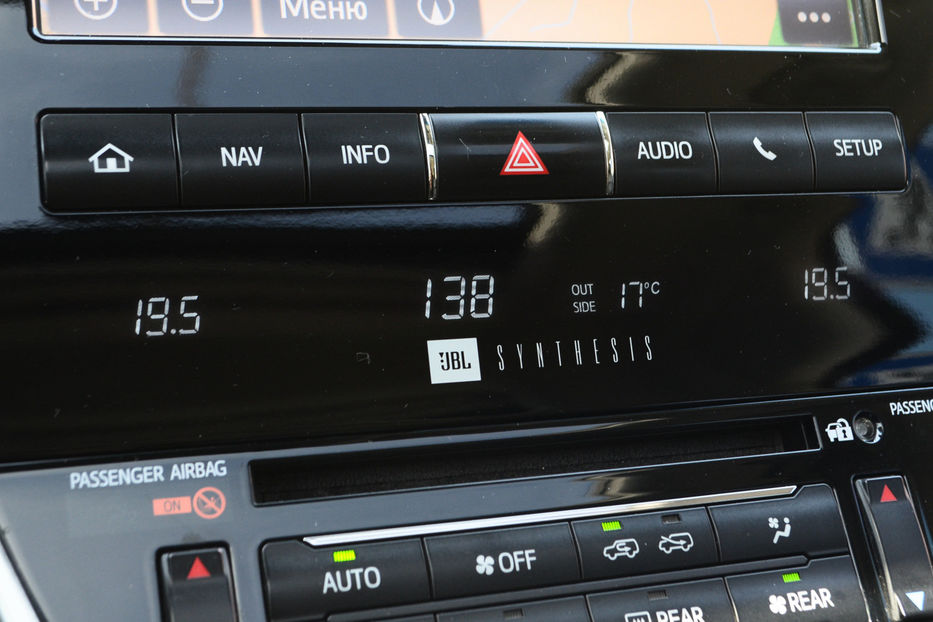 Меню
NAV
INFO
AUDIO
SETUP
19.5
138
OUT
SIDE
17°C
19.5
JBL
SYNTHESIS
PASSENGER AIRBAG
ON
AUTO
OFF
REAR
REAR